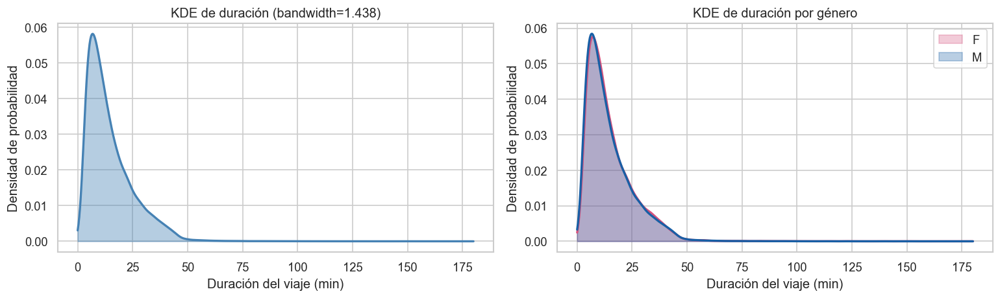 KDE de duración (bandwidth=1.438)
Densidad de probabilidad
0.06
0.05
0.04
0.03
0.02
0.01
0.00
0 25 50 75 100 125 150 175
Duración del viaje (min)
KDE de duración por género
Densidad de probabilidad
0.06
0.05
0.04
0.03
0.02
0.01
0.00
F
M
0 25 50 75 100 125 150 175
Duración del viaje (min)